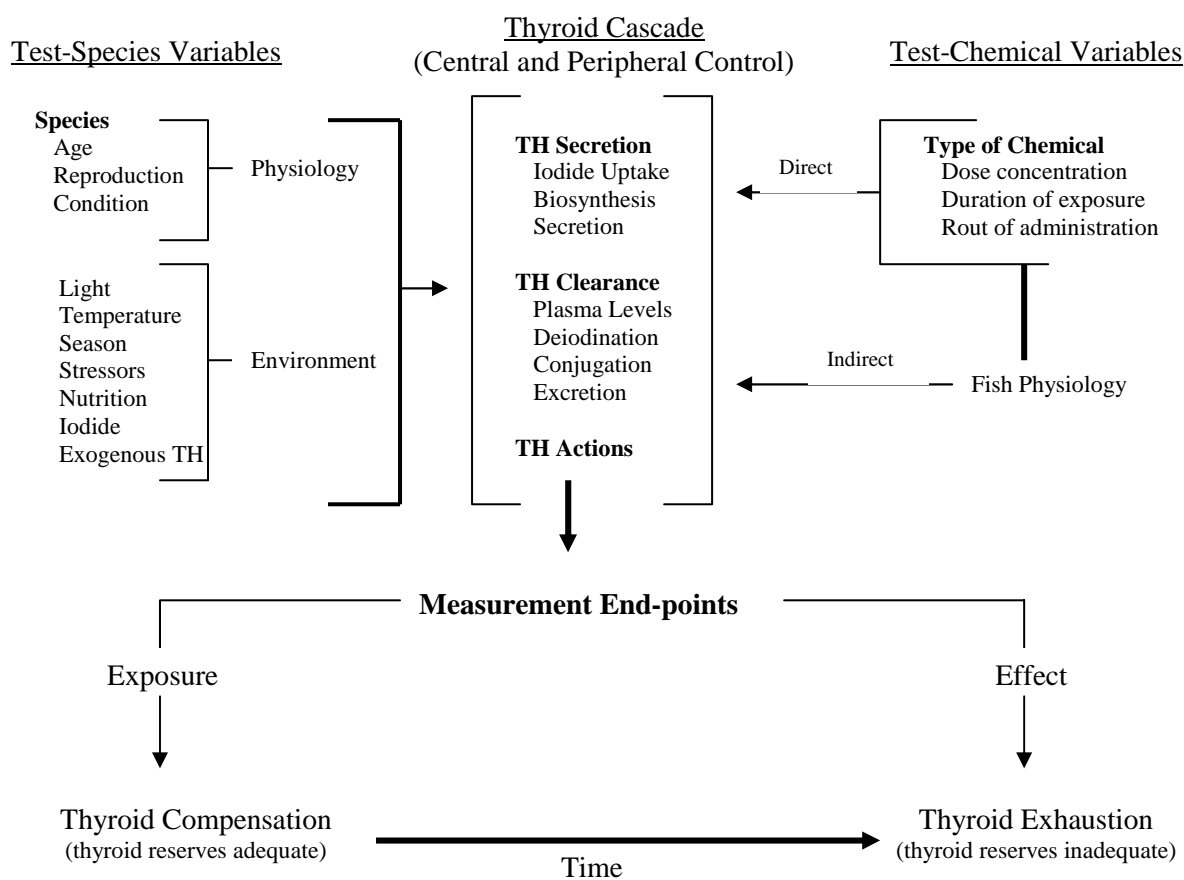 Test-Species Variables
Thyroid Cascade
(Central and Peripheral Control)
Test-Chemical Variables
Species
Age
Reproduction
Condition
Physiology
Light
Temperature
Season
Stressors
Nutrition
Iodide
Exogenous TH
Environment
TH Secretion
Iodide Uptake
Biosynthesis
Secretion
TH Clearance
Plasma Levels
Deiodination
Conjugation
Excretion
TH Actions
Direct
Indirect
Type of Chemical
Dose concentration
Duration of exposure
Rout of administration
Fish Physiology
Measurement End-points
Exposure
Effect
Thyroid Compensation
(thyroid reserves adequate)
Time
Thyroid Exhaustion
(thyroid reserves inadequate)